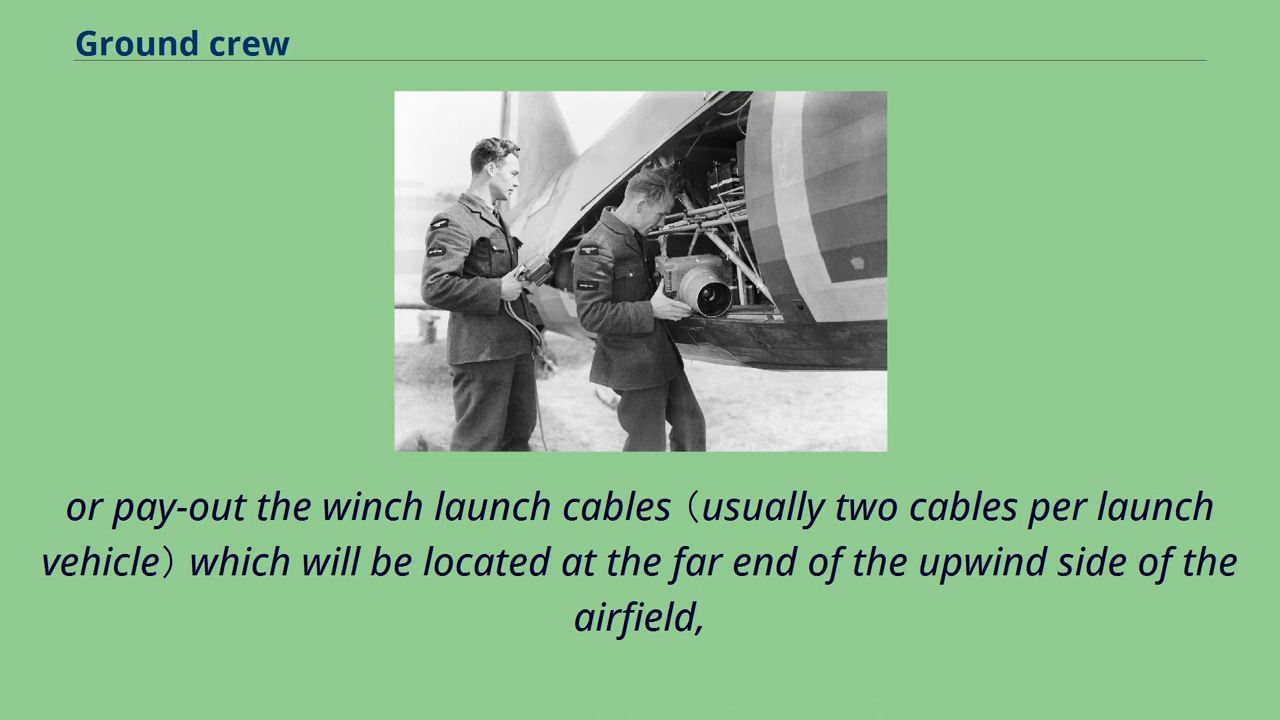 Ground crew
or pay-out the winch launch cables（usually two cables per launch
vehicle）which will be located at the far end of the upwind side of the
airfield,